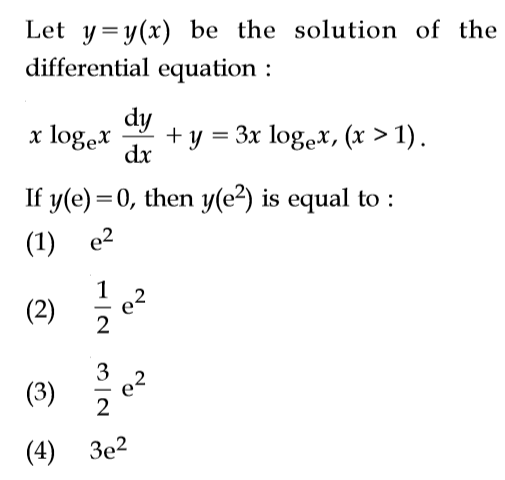 Let y=y(x) be the solution of the
differential equation :
x logₑx dy/dx + y = 3x logₑx, (x > 1).
If y(e)=0, then y(e²) is equal to :
(1) e²
(2) 1/2 e²
(3) 3/2 e²
(4) 3e²